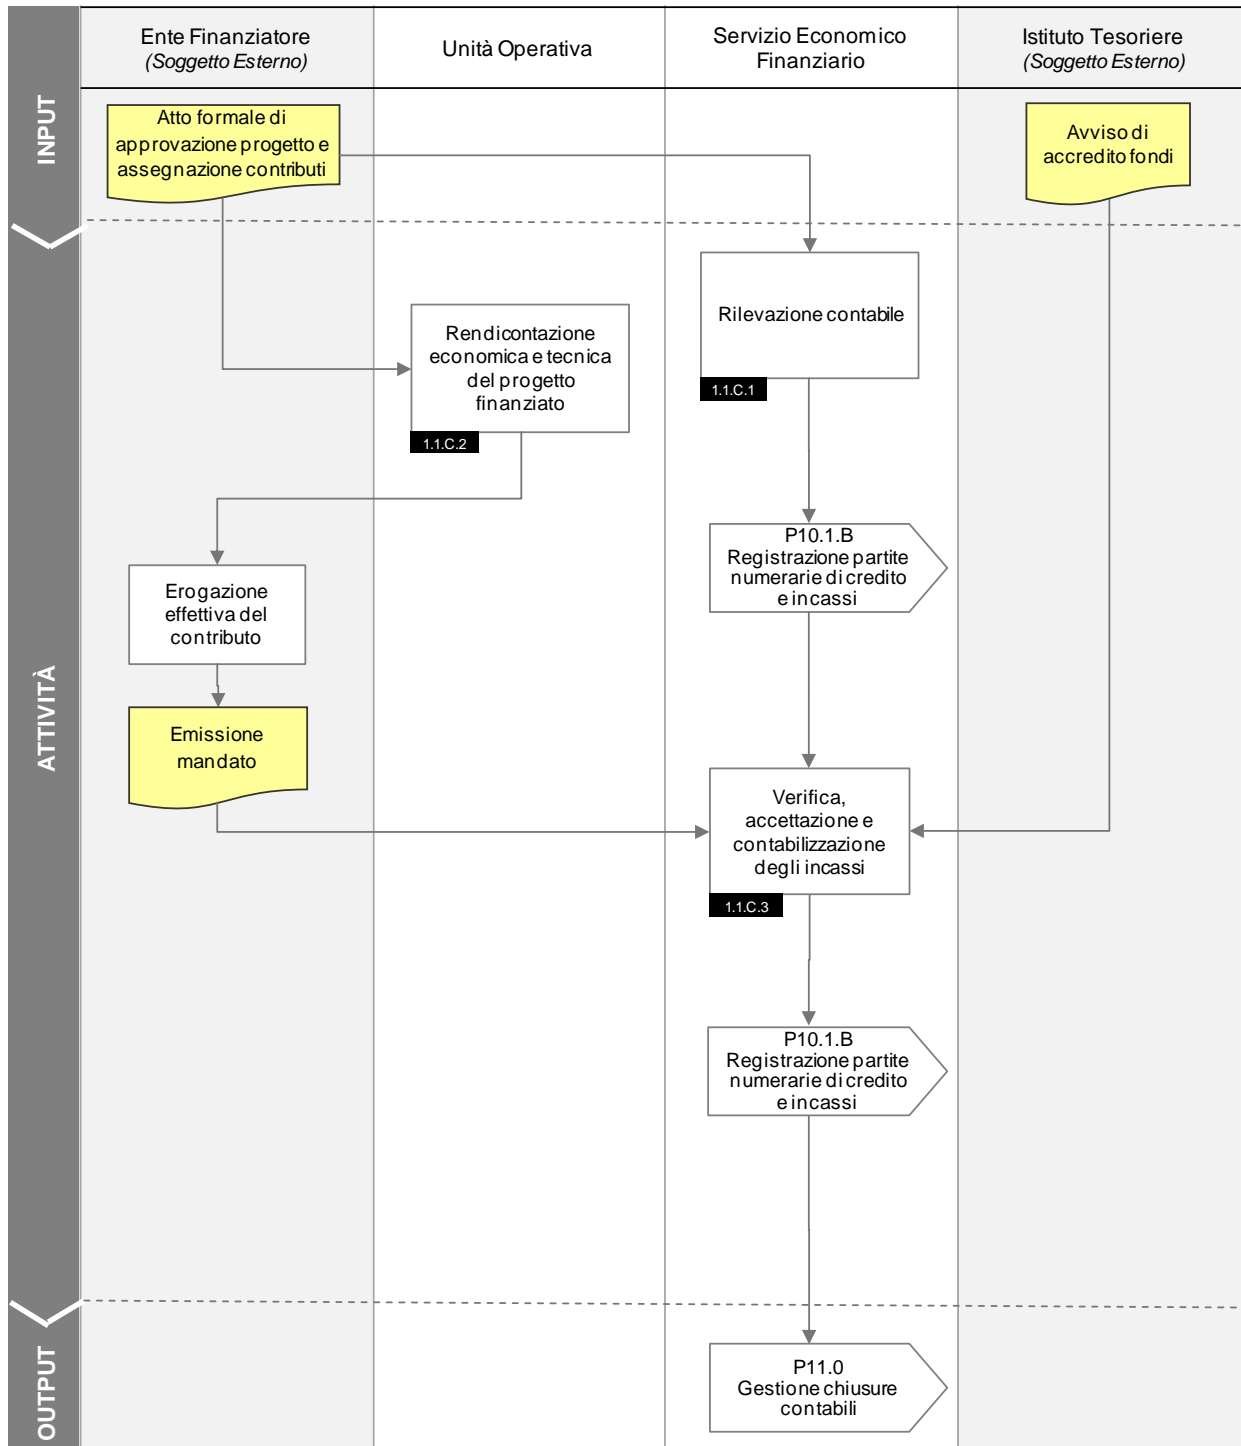 Ente Finanziatore
(Soggetto Esterno)
Unità Operativa
Servizio Economico
Finanziario
Istituto Tesoriere
(Soggetto Esterno)
INPUT
Atto formale di
approvazione progetto e
assegnazione contributi
Avviso di
accredito fondi
ATTIVITÀ
Rilevazione contabile
1.1.C.1
Rendicontazione
economica e tecnica
del progetto
finanziato
1.1.C.2
P10.1.B
Registrazione partite
numerarie di credito
e incassi
Erogazione
effettiva del
contributo
Emissione
mandato
Verifica,
accettazione e
contabilizzazione
degli incassi
1.1.C.3
P10.1.B
Registrazione partite
numerarie di credito
e incassi
OUTPUT
P11.0
Gestione chiusure
contabili